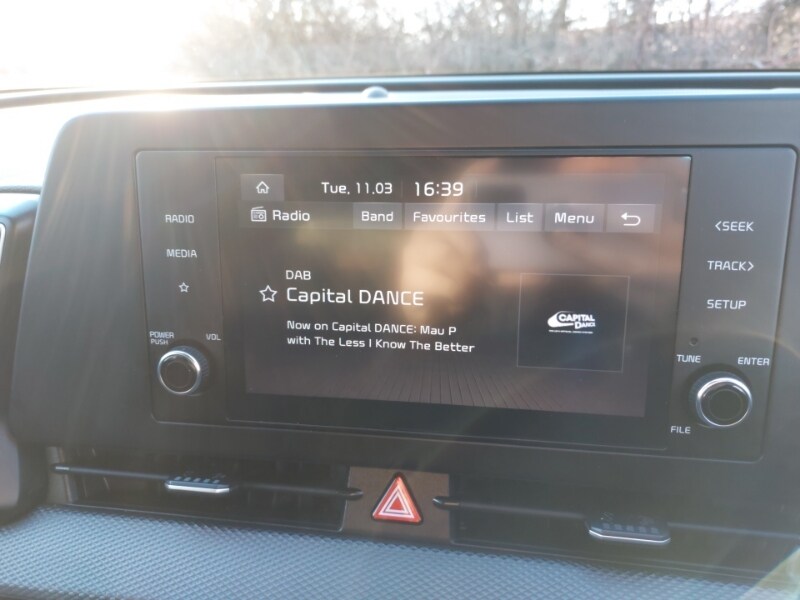 Tue, 11.03 16:39
Radio Band Favourites List Menu
DAB
Capital DANCE
Now on Capital DANCE: Mau P
with The Less I Know The Better
CAPITAL
DANCE
RADIO
MEDIA
POWER
PUSH
VOL
<SEEK
TRACK>
SETUP
TUNE
ENTER
FILE